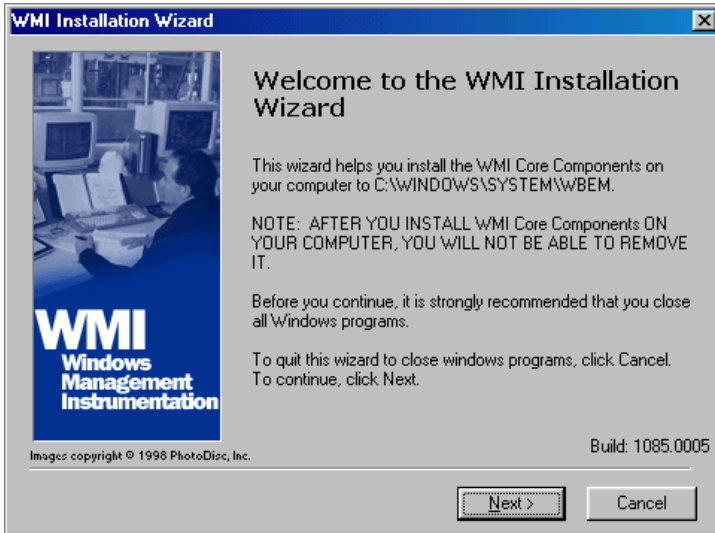 WMI Installation Wizard
Welcome to the WMI Installation
Wizard
This wizard helps you install the WMI Core Components on
your computer to C:\WINDOWS\SYSTEM\WBEM.
NOTE:  AFTER YOU INSTALL WMI Core Components ON
YOUR COMPUTER, YOU WILL NOT BE ABLE TO REMOVE
IT.
Before you continue, it is strongly recommended that you close
all Windows programs.
To quit this wizard to close windows programs, click Cancel.
To continue, click Next.
WMI
Windows
Management
Instrumentation
Images copyright © 1998 PhotoDisc, Inc.
Build: 1085.0005
Next >
Cancel